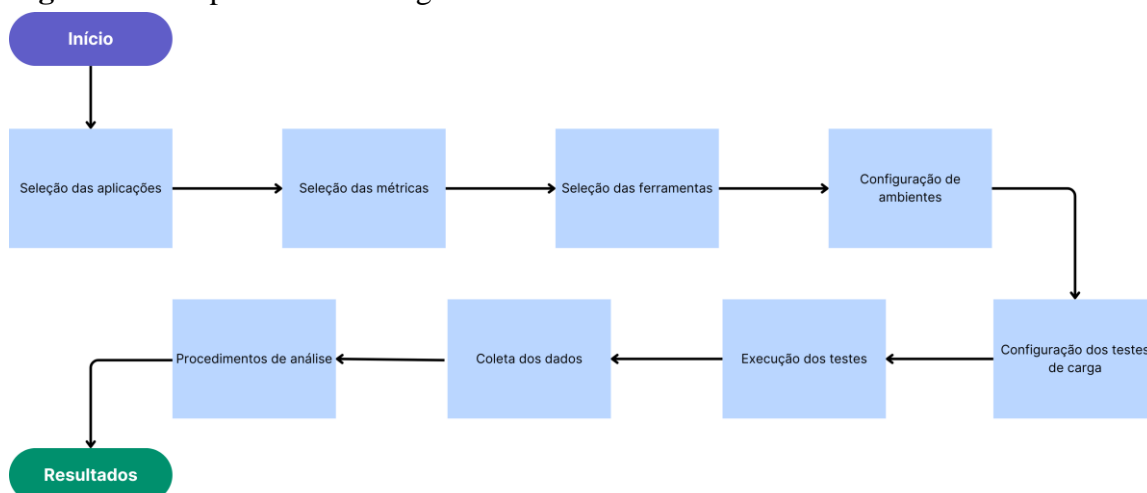 Início
Seleção das aplicações
Seleção das métricas
Seleção das ferramentas
Configuração de
ambientes
Configuração dos testes
de carga
Execução dos testes
Coleta dos dados
Procedimentos de análise
Resultados